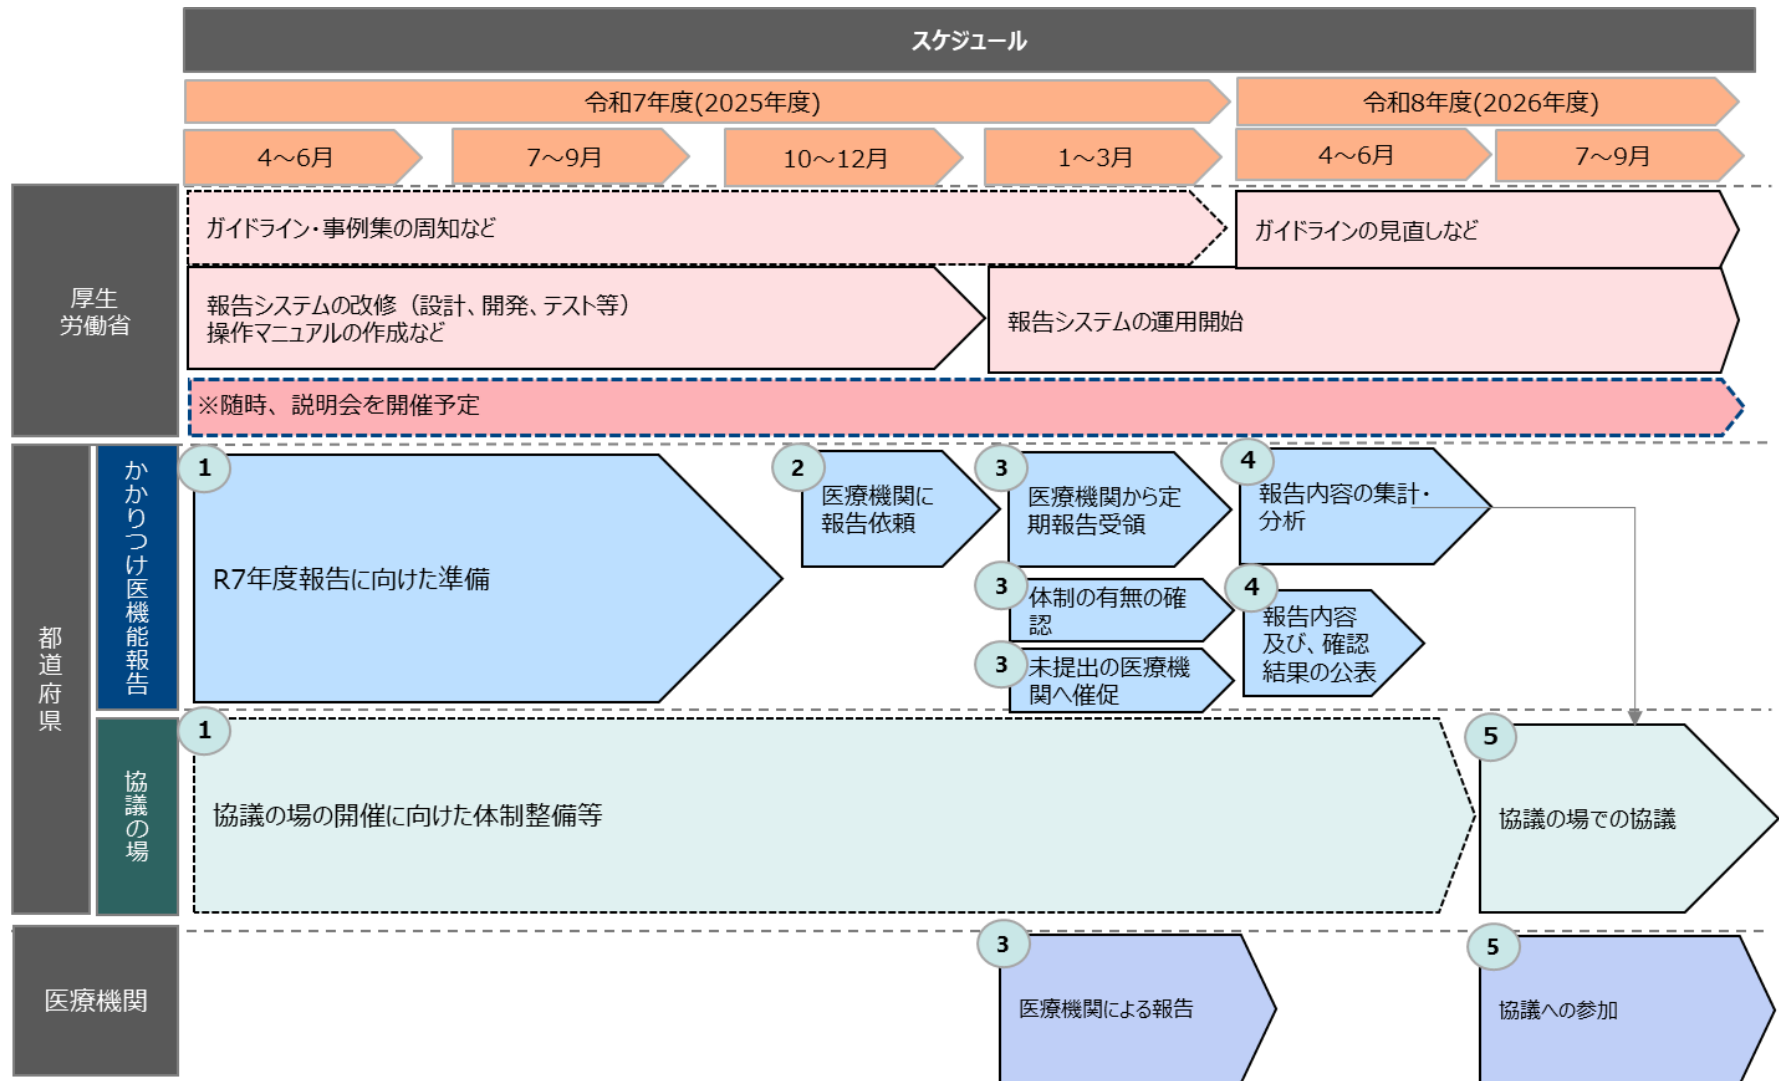 スケジュール
令和7年度(2025年度)
令和8年度(2026年度)
4～6月
7～9月
10～12月
1～3月
4～6月
7～9月
厚生
労働省
ガイドライン・事例集の周知など
ガイドラインの見直しなど
報告システムの改修（設計、開発、テスト等）
操作マニュアルの作成など
報告システムの運用開始
※随時、説明会を開催予定
都道府県
かかりつけ医機能報告
1
R7年度報告に向けた準備
2
医療機関に
報告依頼
3
医療機関から定
期報告受領
3
体制の有無の確
認
3
未提出の医療機
関へ催促
4
報告内容の集計・
分析
4
報告内容
及び、確認
結果の公表
協議の場
1
協議の場の開催に向けた体制整備等
5
協議の場での協議
医療機関
3
医療機関による報告
5
協議への参加